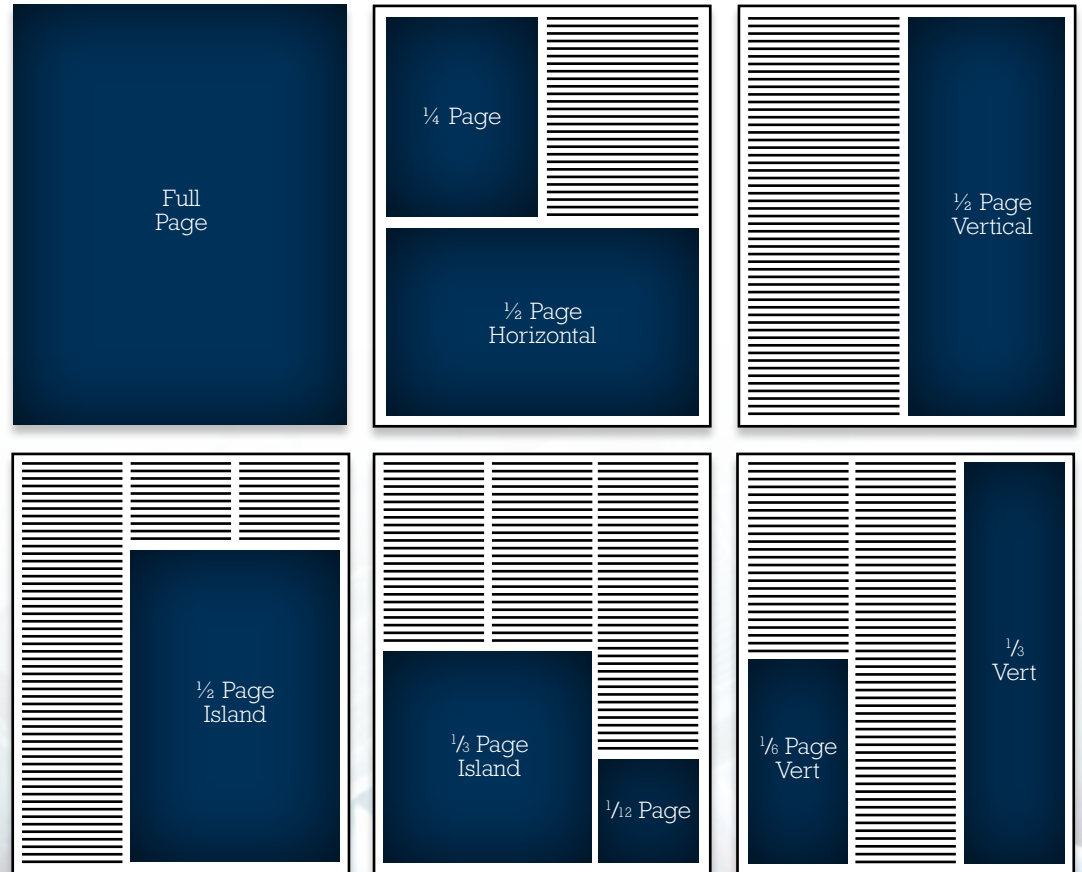 Full
Page
¼ Page
½ Page
Horizontal
½ Page
Vertical
½ Page
Island
⅓ Page
Island
1/12 Page
⅙ Page
Vert
⅓
Vert